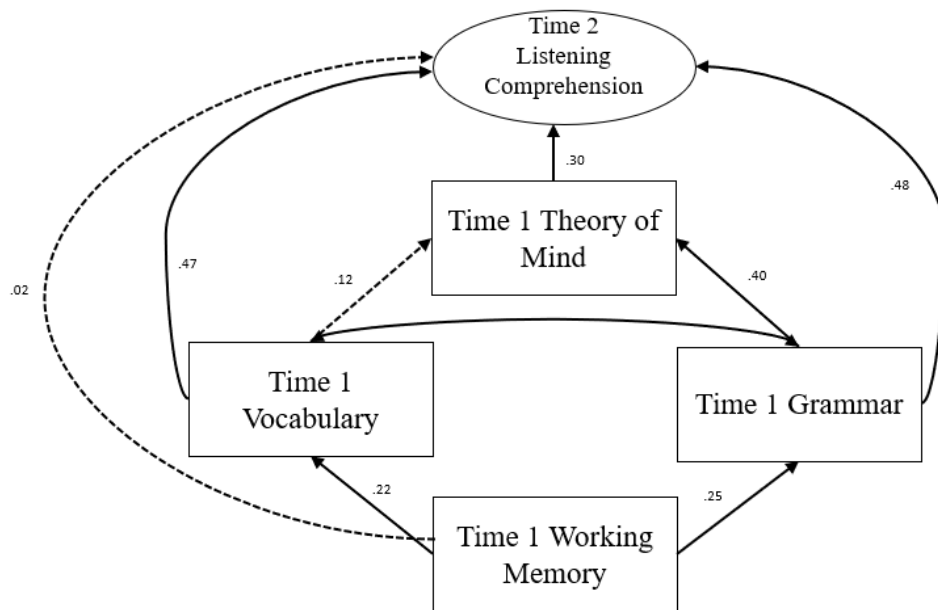 Time 2
Listening
Comprehension
.30
.48
Time 1 Theory of
Mind
.47
.12
.40
.02
Time 1
Vocabulary
Time 1 Grammar
.22
.25
Time 1 Working
Memory